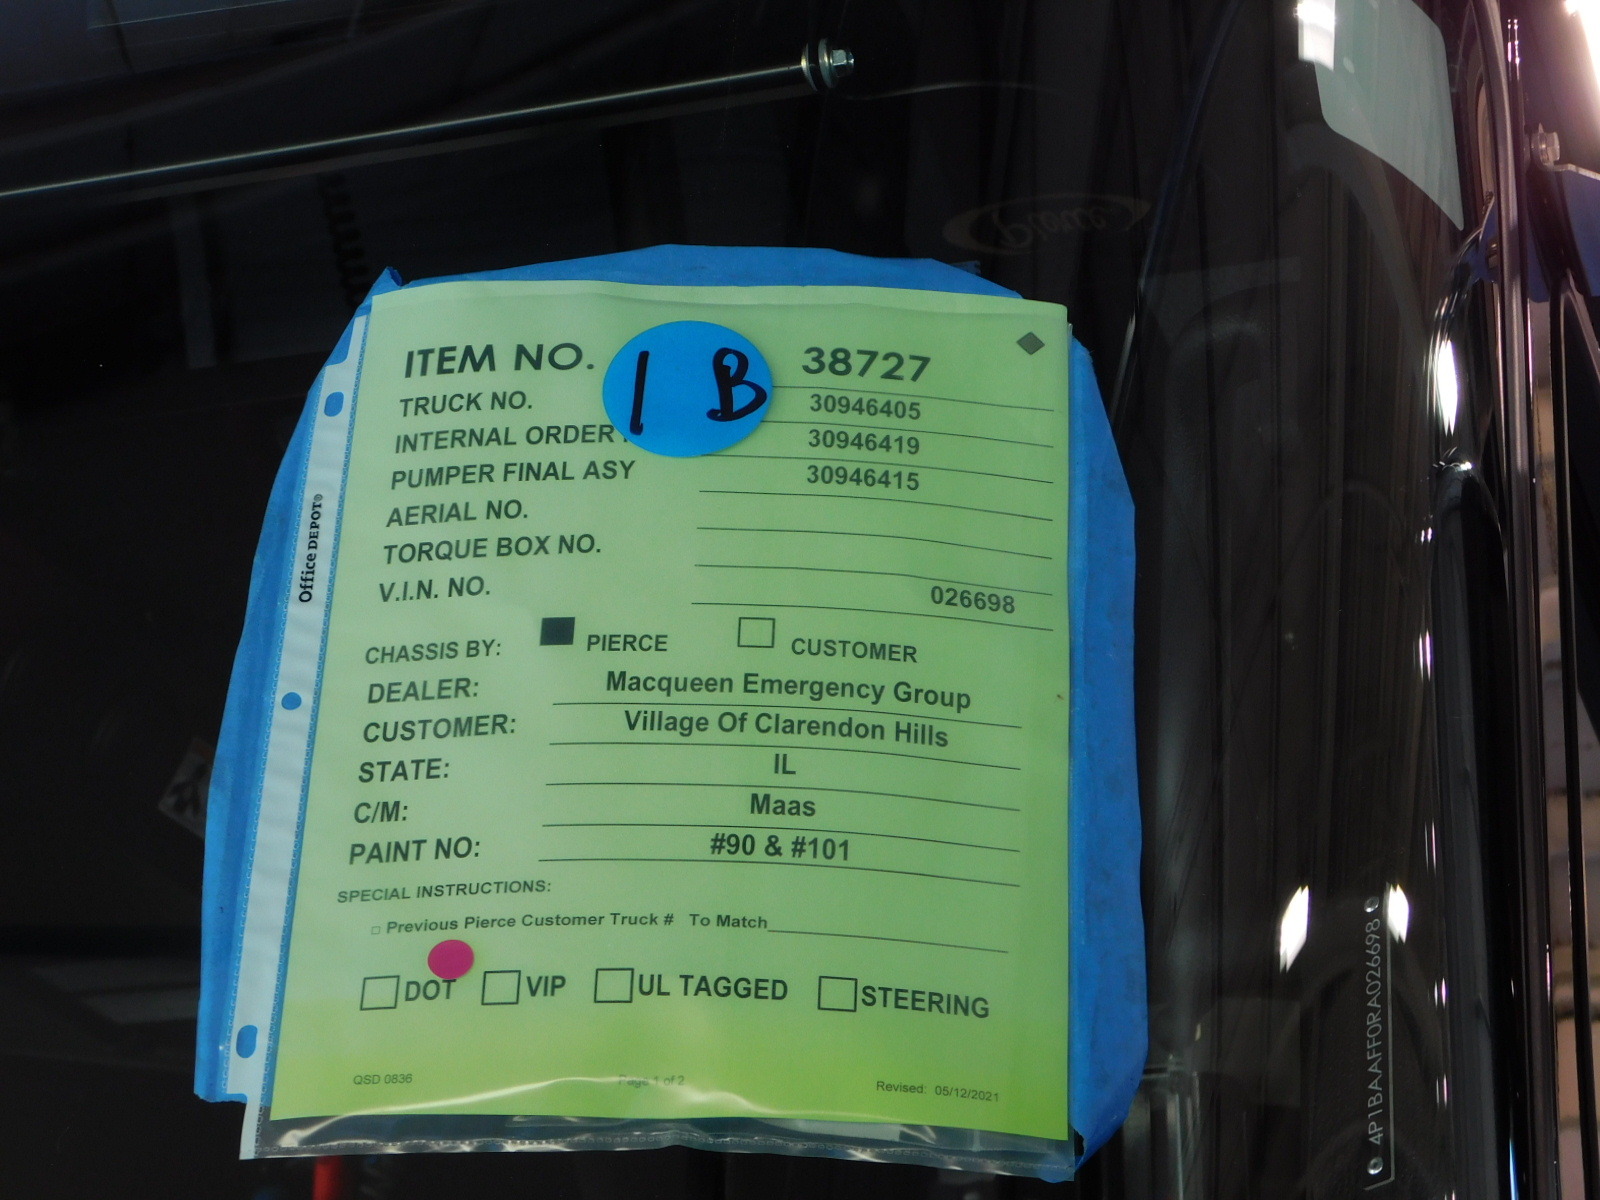 Pierce
ITEM NO. 38727
1 B
TRUCK NO. 30946405
INTERNAL ORDER 30946419
PUMPER FINAL ASY 30946415
AERIAL NO.
TORQUE BOX NO.
V.I.N. NO. 026698
CHASSIS BY: PIERCE CUSTOMER
DEALER: Macqueen Emergency Group
CUSTOMER: Village Of Clarendon Hills
STATE: IL
C/M: Maas
PAINT NO: #90 & #101
SPECIAL INSTRUCTIONS:
Previous Pierce Customer Truck # To Match
DOT VIP UL TAGGED STEERING
QSD 0836 Page 1 of 2 Revised: 05/12/2021
Office DEPOT®
4P1BAAFF0RA026698